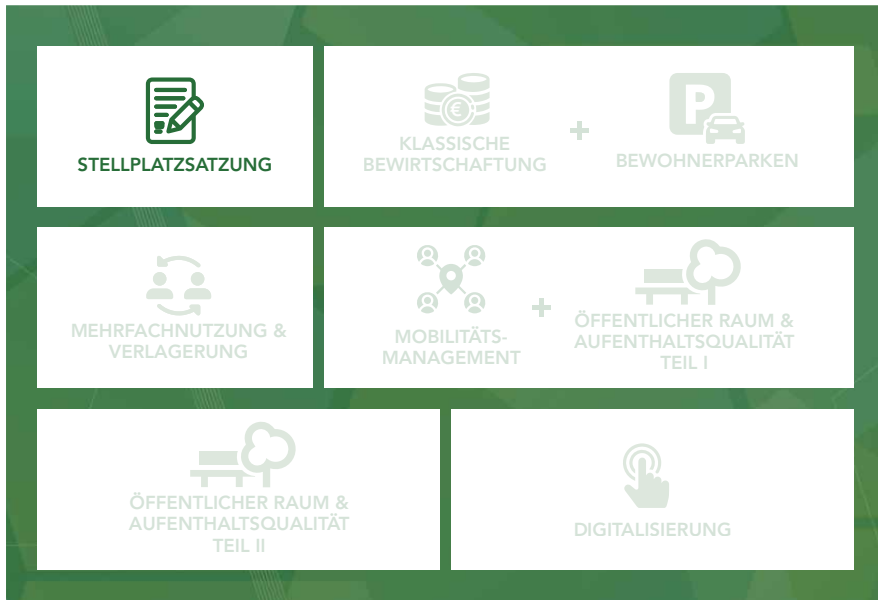 STELLPLATZSATZUNG
€
KLASSISCHE
BEWIRTSCHAFTUNG
+
P
BEWOHNERPARKEN
MEHRFACHNUTZUNG &
VERLAGERUNG
MOBILITÄTS-
MANAGEMENT
+
ÖFFENTLICHER RAUM &
AUFENTHALTSQUALITÄT
TEIL I
ÖFFENTLICHER RAUM &
AUFENTHALTSQUALITÄT
TEIL II
DIGITALISIERUNG